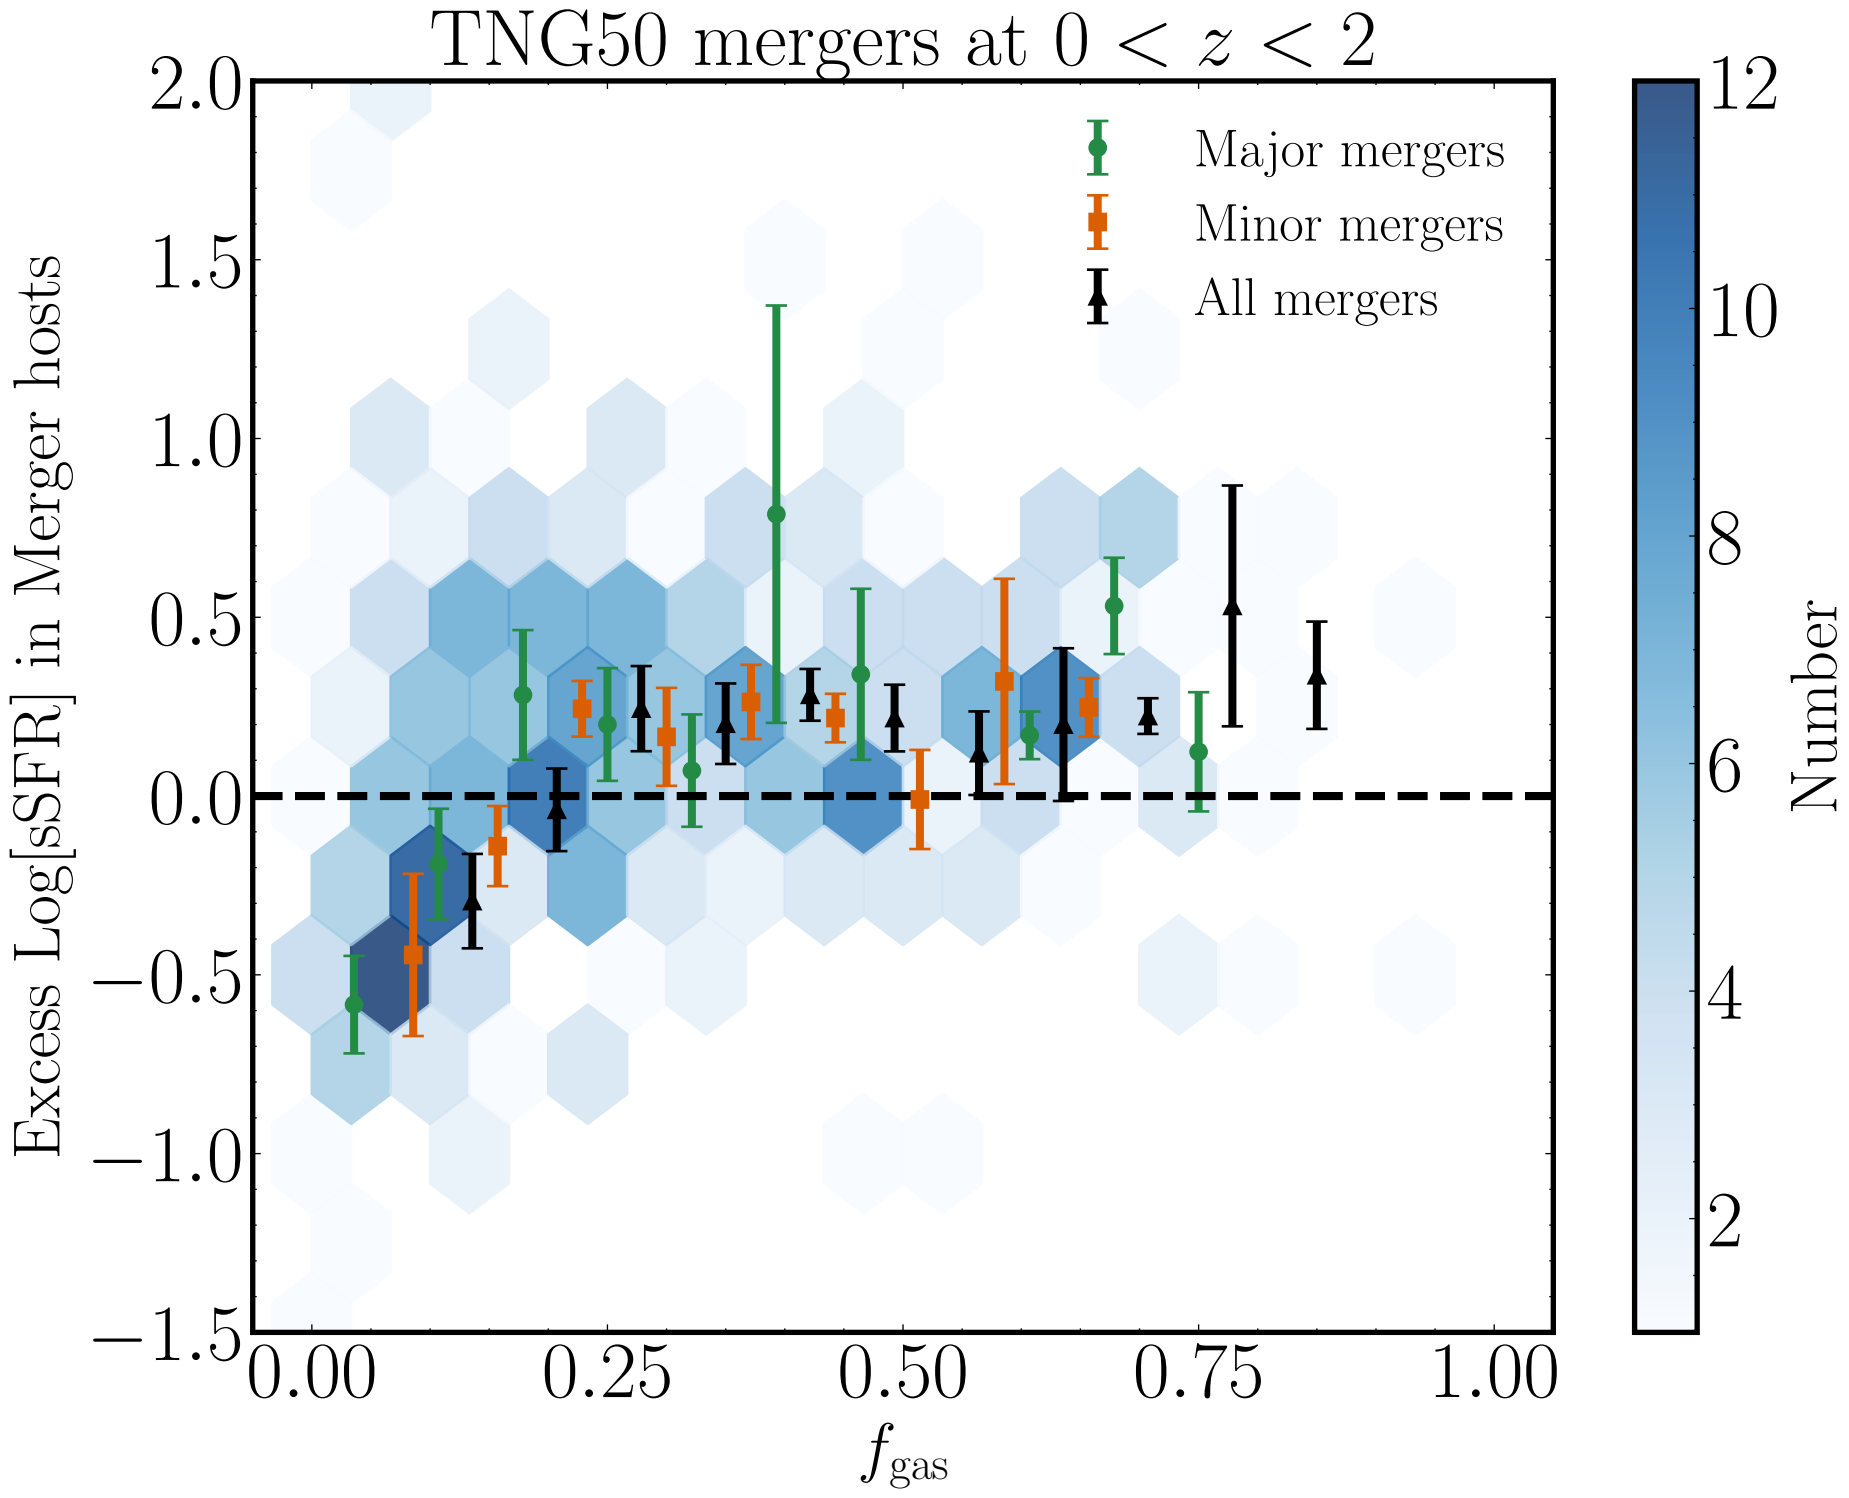 TNG50 mergers at 0 < z < 2
Excess Log[sSFR] in Merger hosts
2.0
1.5
1.0
0.5
0.0
−0.5
−1.0
−1.5
Major mergers
Minor mergers
All mergers
0.00 0.25 0.50 0.75 1.00
f_gas
12
10
8
6
4
2
Number